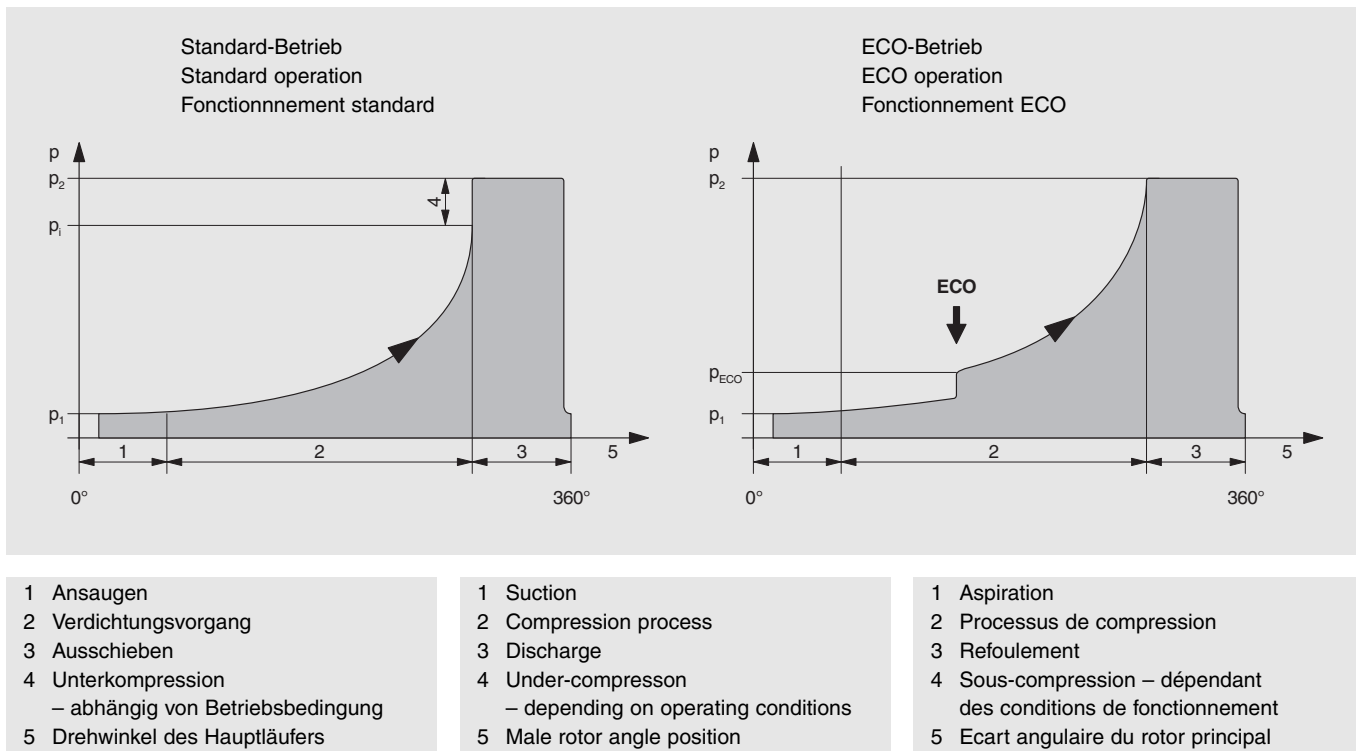 Standard-Betrieb
Standard operation
Fonctionnnement standard
p
p2
4
pi
p1
1
2
3
5
0°
360°
ECO-Betrieb
ECO operation
Fonctionnement ECO
p
p2
ECO
pECO
p1
1
2
3
5
0°
360°
1 Ansaugen
2 Verdichtungsvorgang
3 Ausschieben
4 Unterkompression
– abhängig von Betriebsbedingung
5 Drehwinkel des Hauptläufers
1 Suction
2 Compression process
3 Discharge
4 Under-compresson
– depending on operating conditions
5 Male rotor angle position
1 Aspiration
2 Processus de compression
3 Refoulement
4 Sous-compression – dépendant
des conditions de fonctionnement
5 Ecart angulaire du rotor principal